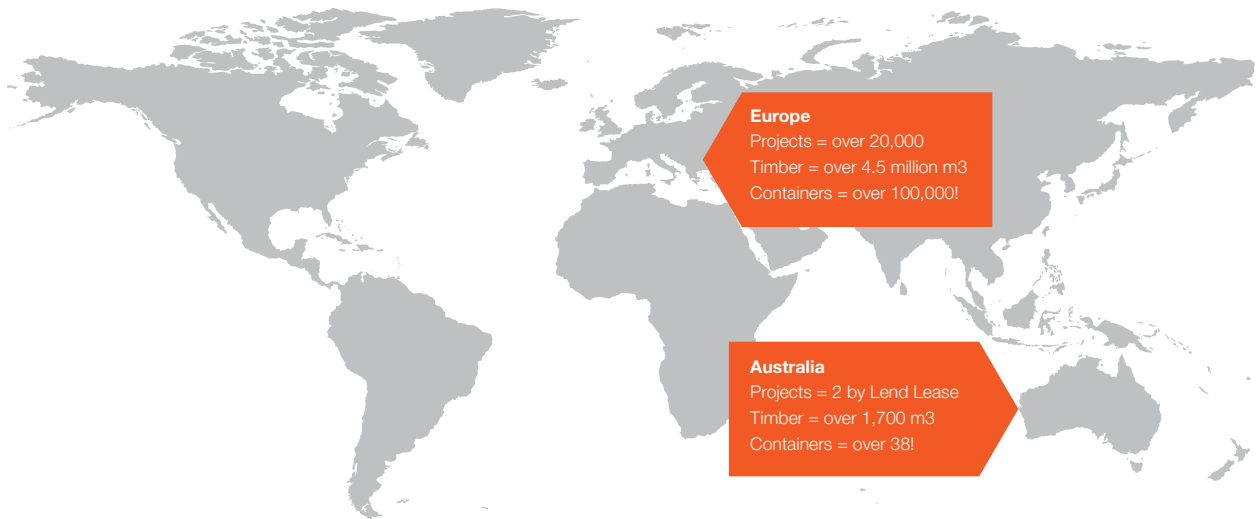 Europe
Projects = over 20,000
Timber = over 4.5 million m3
Containers = over 100,000!
Australia
Projects = 2 by Lend Lease
Timber = over 1,700 m3
Containers = over 38!